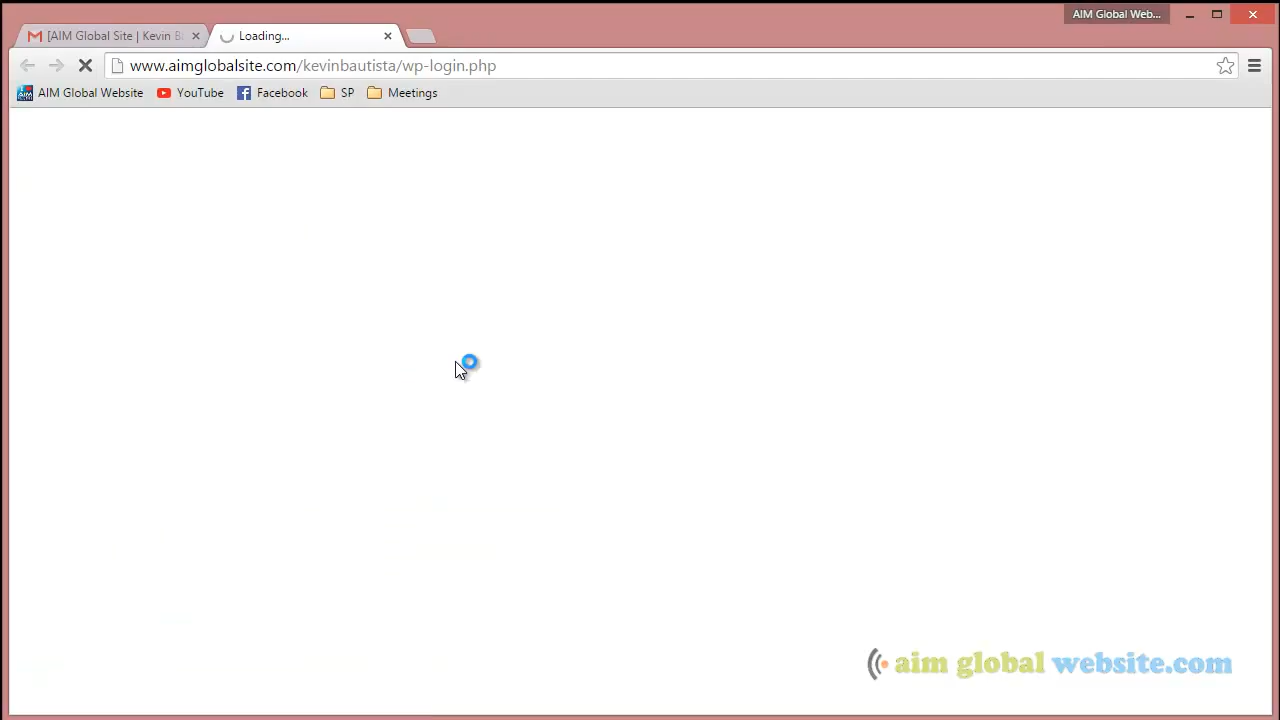 AIM Global Web...
[AIM Global Site | Kevin B
Loading...
www.aimglobalsite.com/kevinbautista/wp-login.php
AIM Global Website YouTube Facebook SP Meetings
aim global website.com